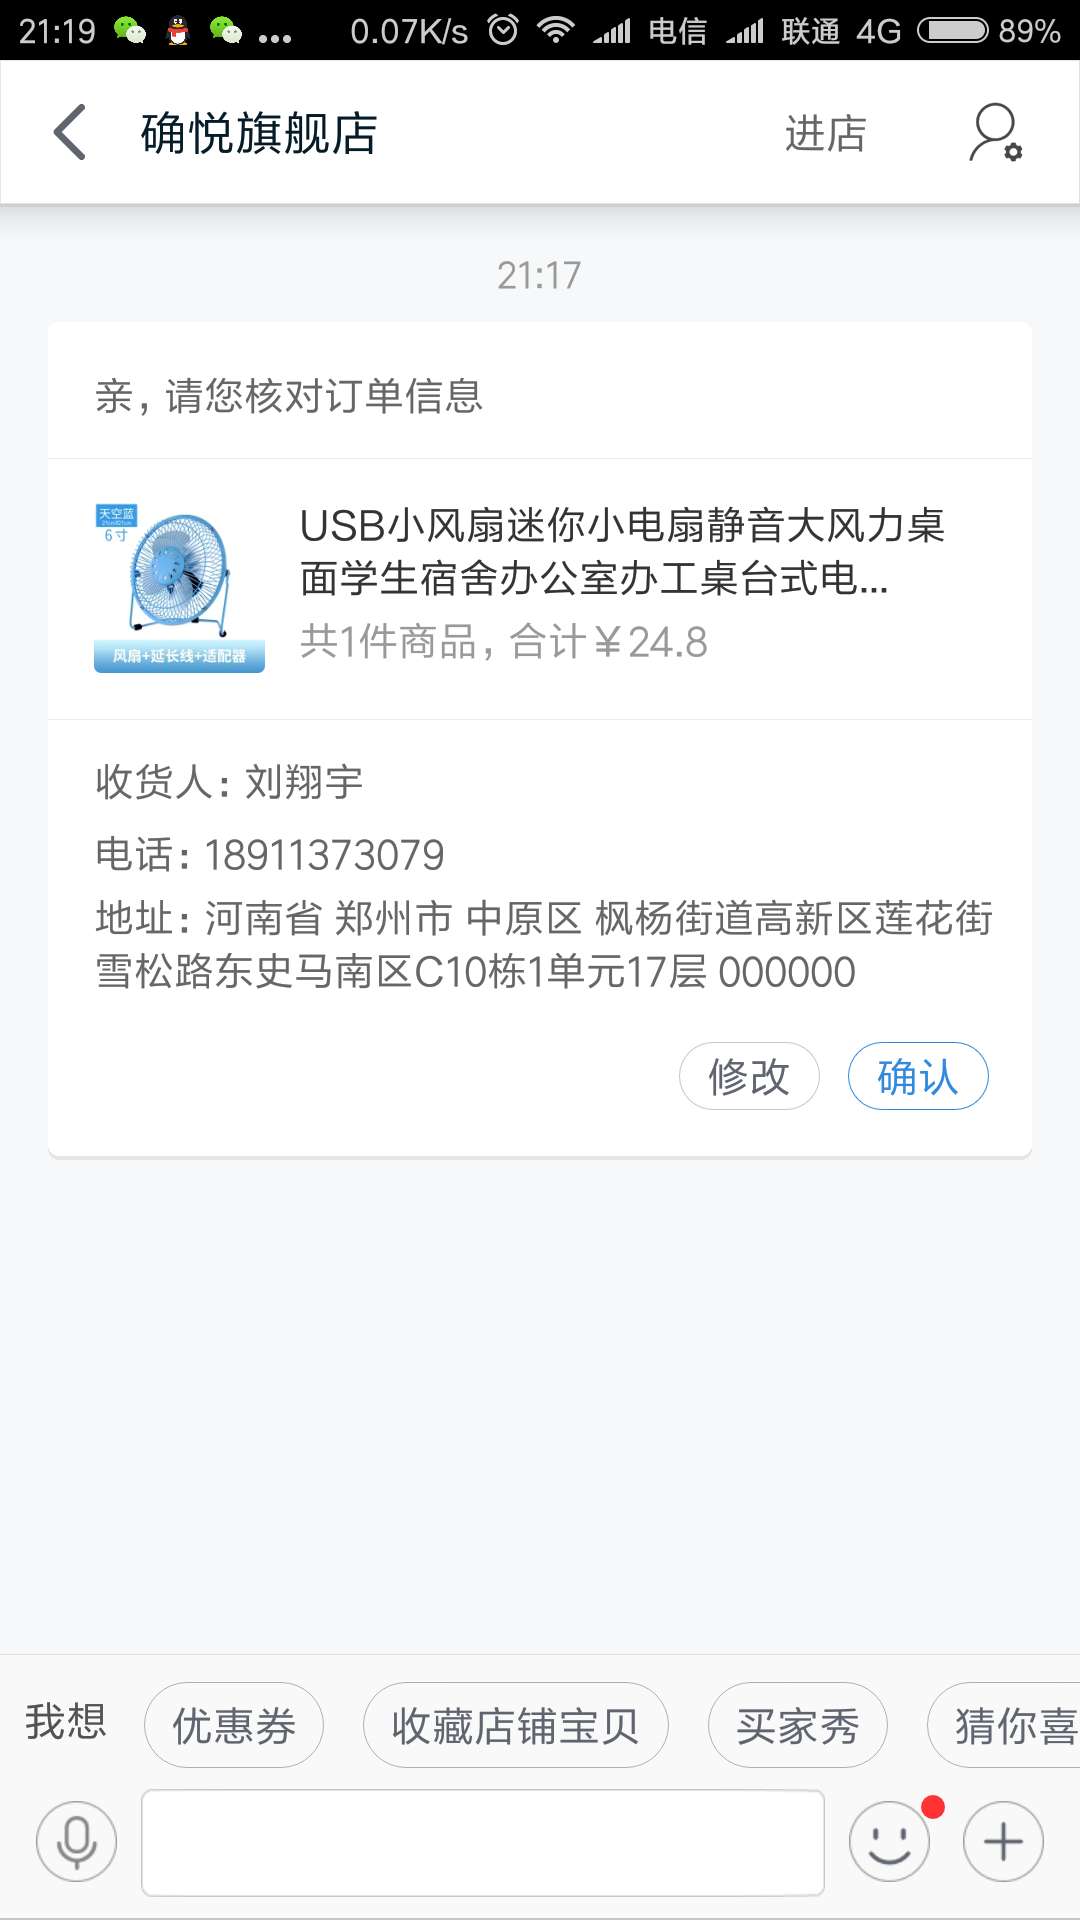 21:19 ... 0.07K/s 电信 联通 4G 89%
确悦旗舰店 进店
21:17
亲，请您核对订单信息
天空蓝
6寸
风扇+延长线+适配器
USB小风扇迷你小电扇静音大风力桌
面学生宿舍办公室办工桌台式电...
共1件商品，合计￥24.8
收货人：刘翔宇
电话：18911373079
地址：河南省 郑州市 中原区 枫杨街道高新区莲花街
雪松路东史马南区C10栋1单元17层 000000
修改 确认
我想 优惠券 收藏店铺宝贝 买家秀 猜你喜